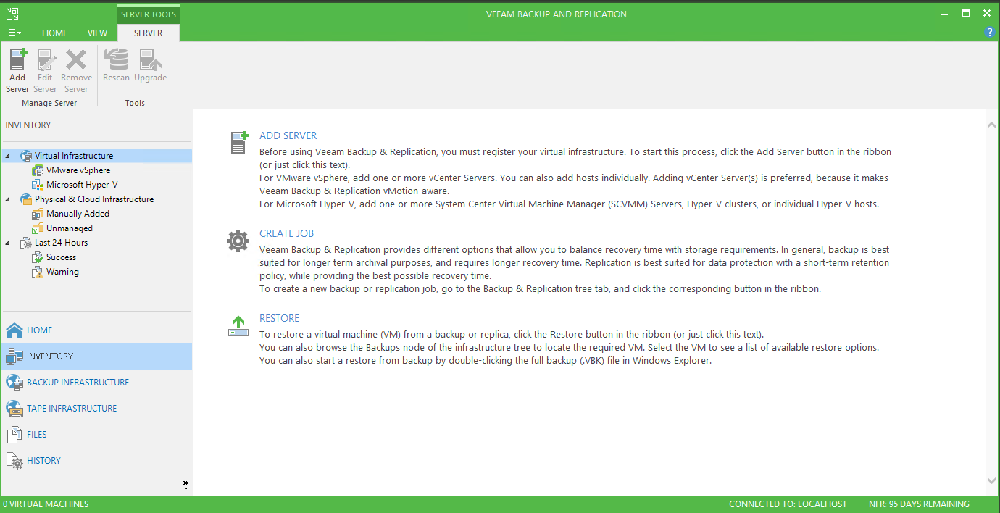 SERVER TOOLS
VEEAM BACKUP AND REPLICATION
HOME
VIEW
SERVER
?
Add Server
Edit Server
Remove Server
Rescan
Upgrade
Manage Server
Tools
INVENTORY
Virtual Infrastructure
VMware vSphere
Microsoft Hyper-V
Physical & Cloud Infrastructure
Manually Added
Unmanaged
Last 24 Hours
Success
Warning
HOME
INVENTORY
BACKUP INFRASTRUCTURE
TAPE INFRASTRUCTURE
FILES
HISTORY
ADD SERVER
Before using Veeam Backup & Replication, you must register your virtual infrastructure. To start this process, click the Add Server button in the ribbon
(or just click this text).
For VMware vSphere, add one or more vCenter Servers. You can also add hosts individually. Adding vCenter Server(s) is preferred, because it makes
Veeam Backup & Replication vMotion-aware.
For Microsoft Hyper-V, add one or more System Center Virtual Machine Manager (SCVMM) Servers, Hyper-V clusters, or individual Hyper-V hosts.
CREATE JOB
Veeam Backup & Replication provides different options that allow you to balance recovery time with storage requirements. In general, backup is best
suited for longer term archival purposes, and requires longer recovery time. Replication is best suited for data protection with a short-term retention
policy, while providing the best possible recovery time.
To create a new backup or replication job, go to the Backup & Replication tree tab, and click the corresponding button in the ribbon.
RESTORE
To restore a virtual machine (VM) from a backup or replica, click the Restore button in the ribbon (or just click this text).
You can also browse the Backups node of the infrastructure tree to locate the required VM. Select the VM to see a list of available restore options.
You can also start a restore from backup by double-clicking the full backup (.VBK) file in Windows Explorer.
0 VIRTUAL MACHINES
CONNECTED TO: LOCALHOST
NFR: 95 DAYS REMAINING